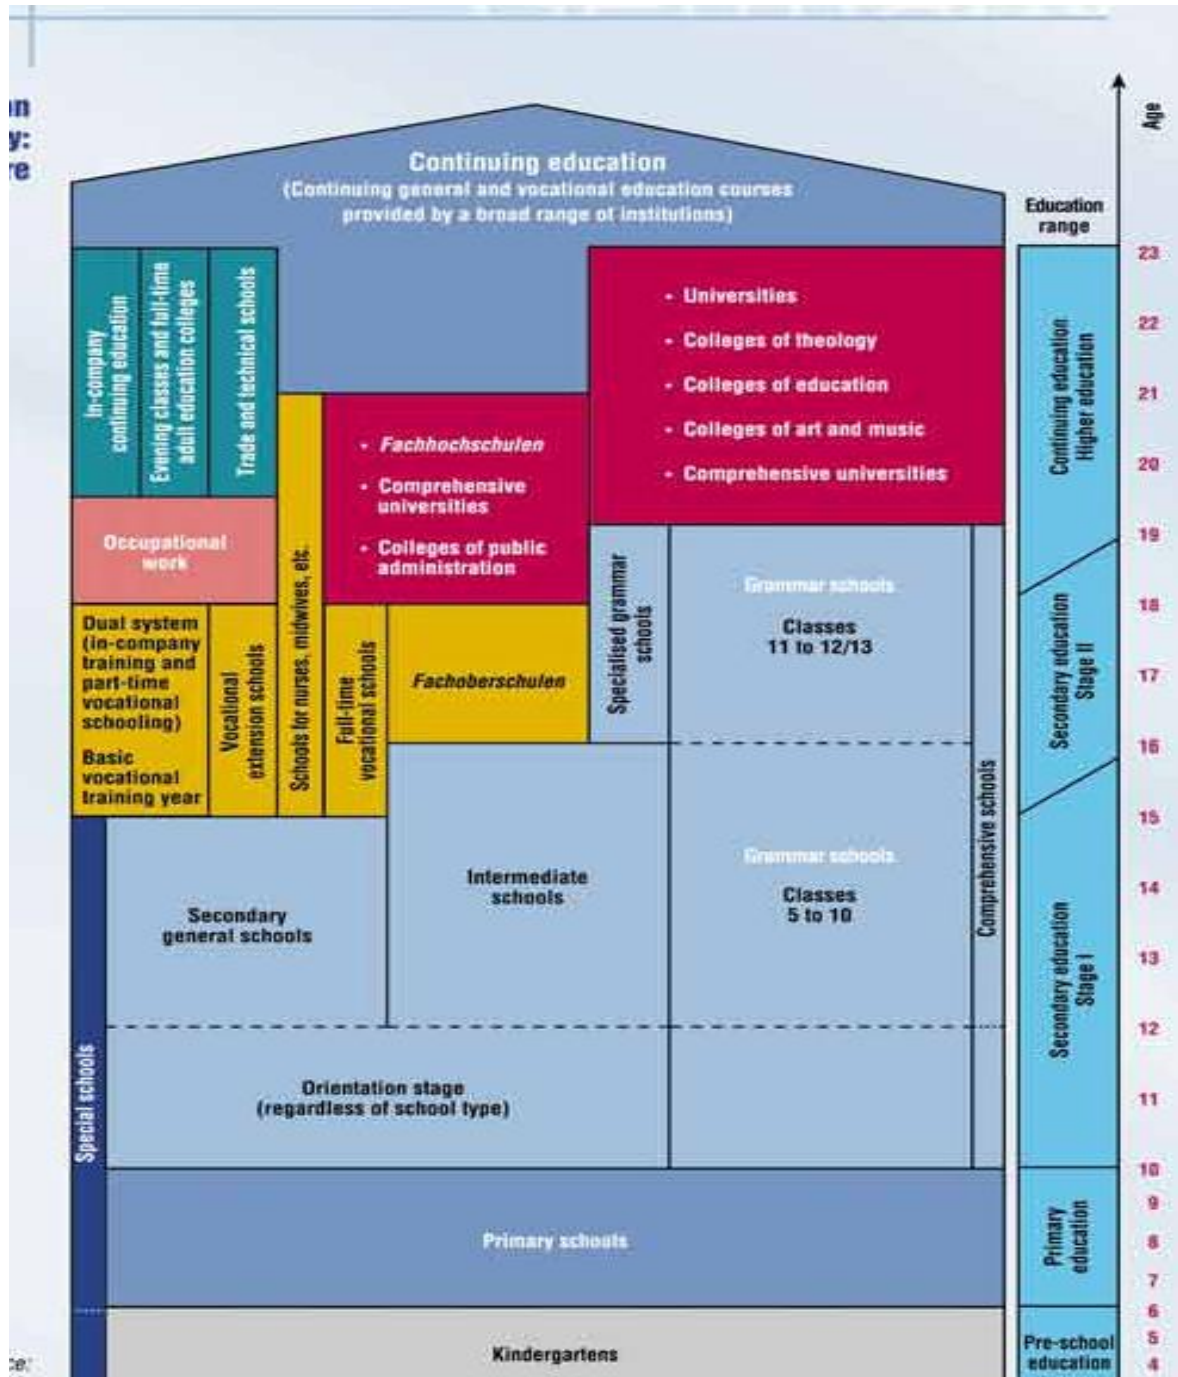 on
y:
re
Age
Continuing education
(Continuing general and vocational education courses
provided by a broad range of institutions)
Education
range
In-company
continuing education
Evening classes and full-time
adult education colleges
Trade and technical schools
- Universities
- Colleges of theology
- Colleges of education
- Colleges of art and music
- Comprehensive universities
- Fachhochschulen
- Comprehensive
universities
- Colleges of public
administration
Occupational
work
Schools for nurses, midwives, etc.
Dual system
(in-company
training and
part-time
vocational
schooling)
Basic
vocational
training year
Vocational
extension schools
Full-time
vocational schools
Fachoberschulen
Specialised grammar
schools
Grammar schools
Classes
11 to 12/13
Comprehensive schools
Secondary
general schools
Intermediate
schools
Grammar schools
Classes
5 to 10
Special schools
Orientation stage
(regardless of school type)
Primary schools
Kindergartens
Continuing education
Higher education
Secondary education
Stage II
Secondary education
Stage I
Primary
education
Pre-school
education
23
22
21
20
19
18
17
16
15
14
13
12
11
10
9
8
7
6
5
4
ce: